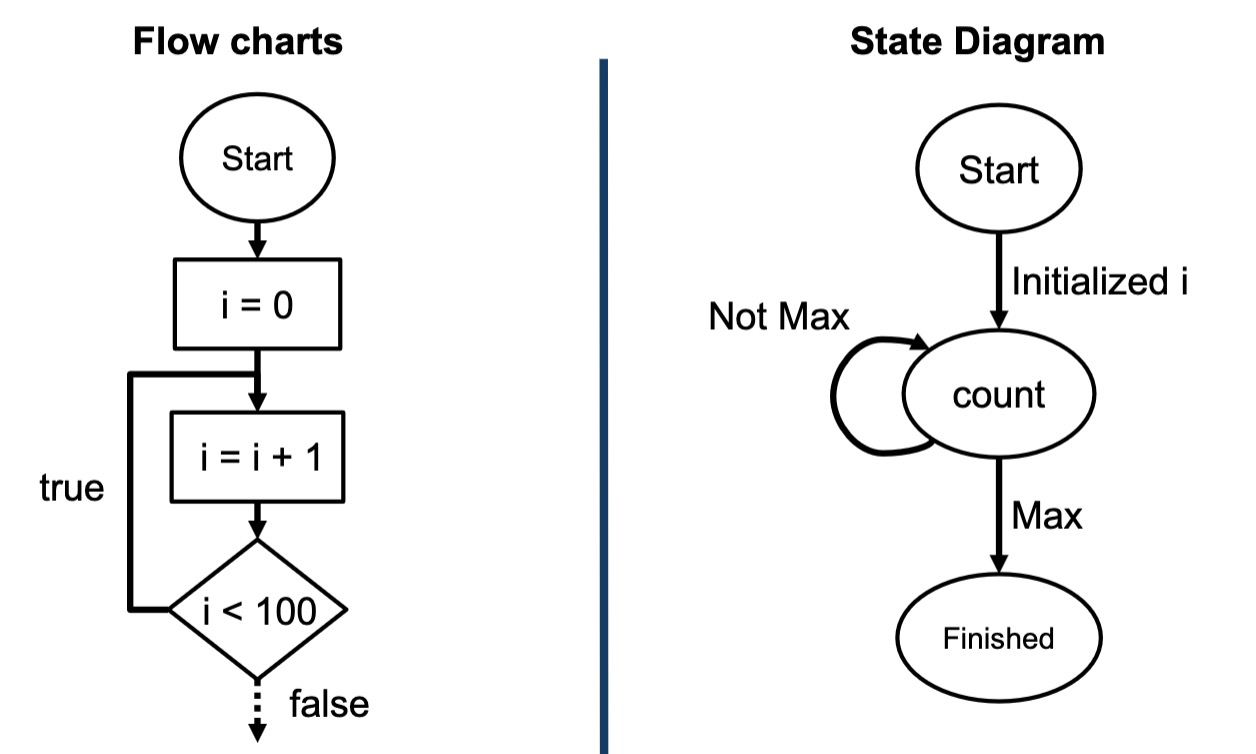 Flow charts
Start
i = 0
i = i + 1
true
i < 100
false
State Diagram
Start
Initialized i
Not Max
count
Max
Finished